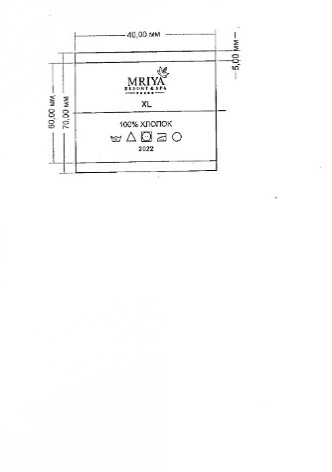 40,00 мм
5,00 мм
60,00 мм
70,00 мм
MRIYA
RESORT & SPA
XL
100% ХЛОПОК
2022